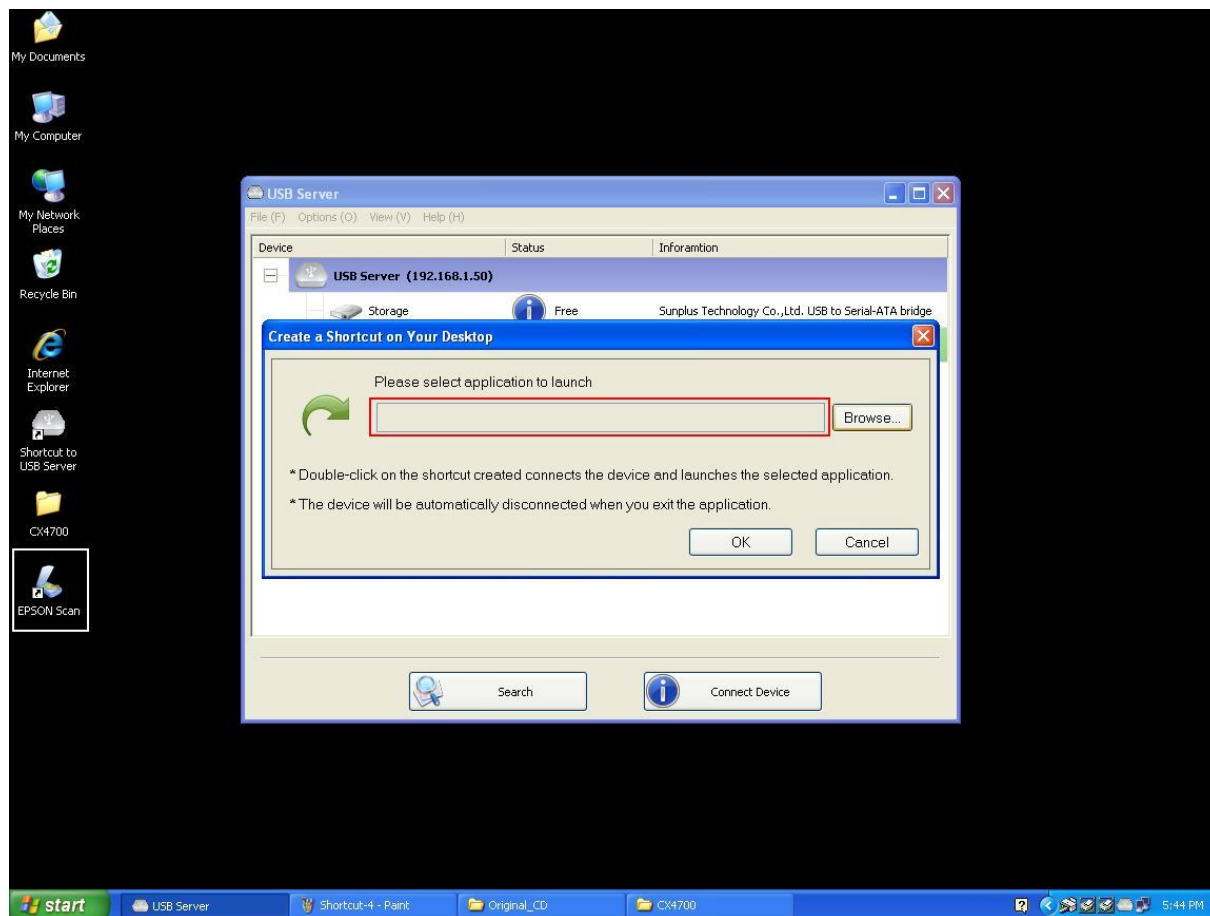 My Documents
My Computer
My Network
Places
Recycle Bin
Internet
Explorer
Shortcut to
USB Server
CX4700
EPSON Scan
USB Server
File (F) Options (O) View (V) Help (H)
Device Status Inforamtion
USB Server (192.168.1.50)
Storage Free Sunplus Technology Co.,Ltd. USB to Serial-ATA bridge
Create a Shortcut on Your Desktop
Please select application to launch
Browse...
* Double-click on the shortcut created connects the device and launches the selected application.
* The device will be automatically disconnected when you exit the application.
OK Cancel
Search Connect Device
start USB Server Shortcut-4 - Paint Original_CD CX4700 5:44 PM